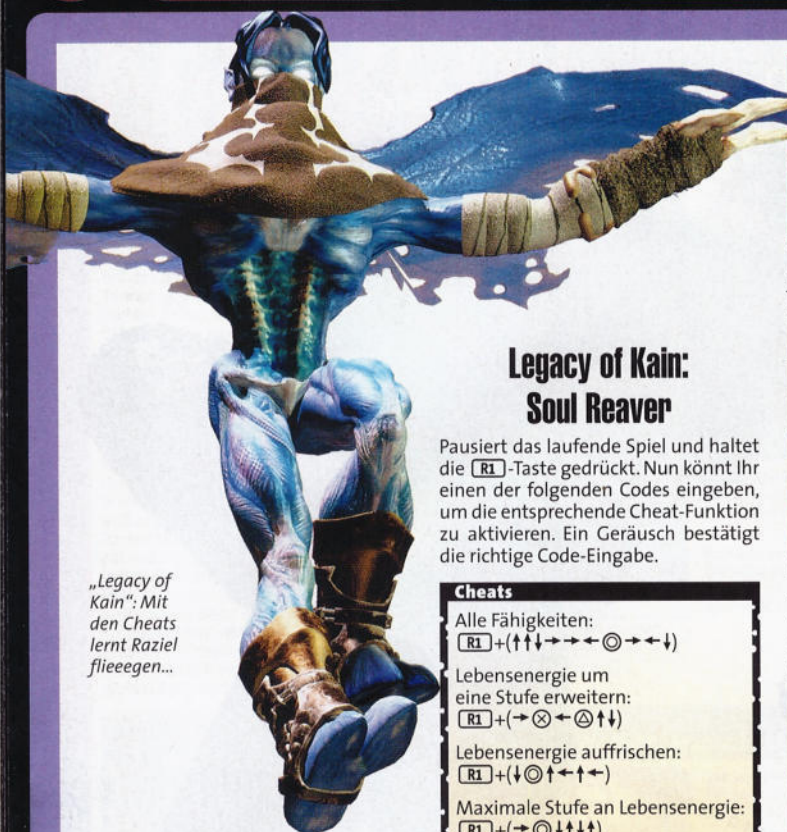 Legacy of Kain:
Soul Reaver
Pausiert das laufende Spiel und haltet
die R1-Taste gedrückt. Nun könnt Ihr
einen der folgenden Codes eingeben,
um die entsprechende Cheat-Funktion
zu aktivieren. Ein Geräusch bestätigt
die richtige Code-Eingabe.
„Legacy of
Kain“: Mit
den Cheats
lernt Raziel
flieeegen...
Cheats
Alle Fähigkeiten:
R1+(↑↑↓→→←◎→←↓)
Lebensenergie um
eine Stufe erweitern:
R1+(→⊗←△↑↓)
Lebensenergie auffrischen:
R1+(↓◎↑←↑←)
Maximale Stufe an Lebensenergie:
R1+(→◎↓↑↓↑)